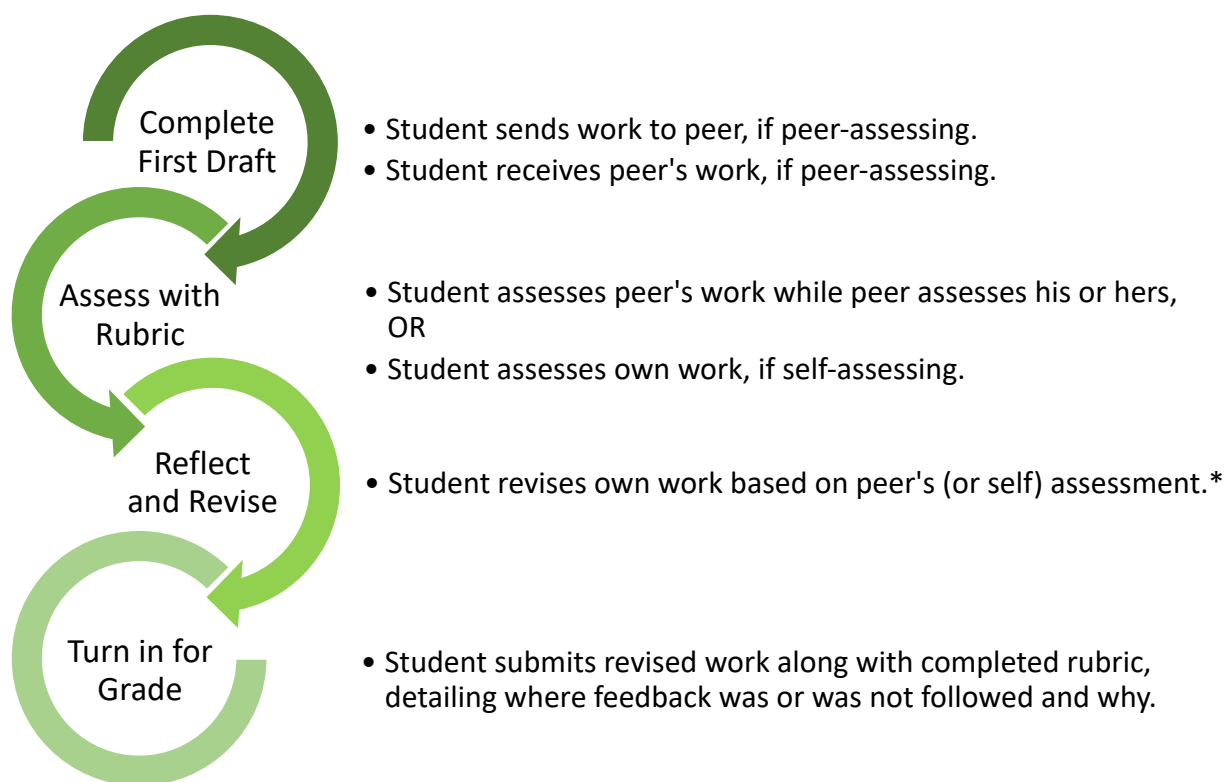 Complete
First Draft
• Student sends work to peer, if peer-assessing.
• Student receives peer's work, if peer-assessing.
Assess with
Rubric
• Student assesses peer's work while peer assesses his or hers,
OR
• Student assesses own work, if self-assessing.
Reflect
and Revise
• Student revises own work based on peer's (or self) assessment.*
Turn in for
Grade
• Student submits revised work along with completed rubric,
detailing where feedback was or was not followed and why.